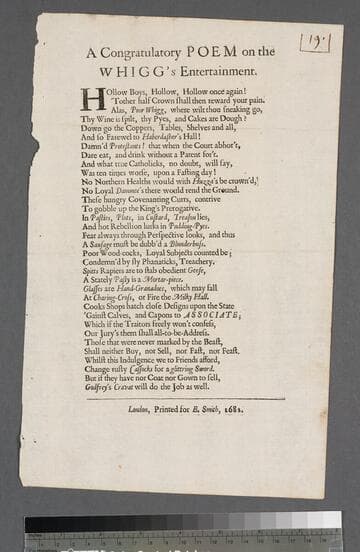 19.
A Congratulatory POEM on the
WHIGG's Entertainment.
HOllow Boys, Hollow, Hollow once again!
'Tother half Crown shall then reward your pain.
Alas, Poor Whigg, where wilt thou sneaking go,
Thy Wine is spilt, thy Pyes, and Cakes are Dough?
Down go the Coppers, Tables, Shelves and all,
And so Farewel to Haberdasher's Hall!
Damn'd Protestants! that when the Court abhor't,
Dare eat, and drink without a Patent for't.
And what true Catholicks, no doubt, will say,
Was ten times worse, upon a Fasting day!
No Northern Healths would with Huzza's be crown'd,
No Loyal Dammee's there would rend the Ground.
These hungry Covenanting Curts, contrive
To gobble up the King's Prerogative.
In Pasties, Plots, in Custard, Treason lies,
And hot Rebellion lurks in Pudding-Pyes.
Fear always through Perspective looks, and thus
A Sausage must be dubb'd a Blunderbuss.
Poor Wood-cocks, Loyal Subjects counted be;
Condemn'd by sly Phanaticks, Treachery.
Spits Rapiers are to stab obedient Geese,
A Stately Pasty is a Mortar-piece.
Glasses are Hand-Granadoes, which may fall
At Charing-Cross, or Fire the Milky Hall.
Cooks Shops hatch close Designs upon the State
'Gainst Calves, and Capons to ASSOCIATE;
Which if the Traitors freely won't confess,
Our Jury's them shall all-to-be-Address.
Those that were never marked by the Beast,
Shall neither Buy, nor Sell, nor Fast, nor Feast.
Whilst this Indulgence we to Friends afford,
Change rusty Cassocks for a glittring Sword.
But if they have nor Coat nor Gown to sell,
Godfrey's Cravat will do the Job as well.
London, Printed for E. Smith, 1682.